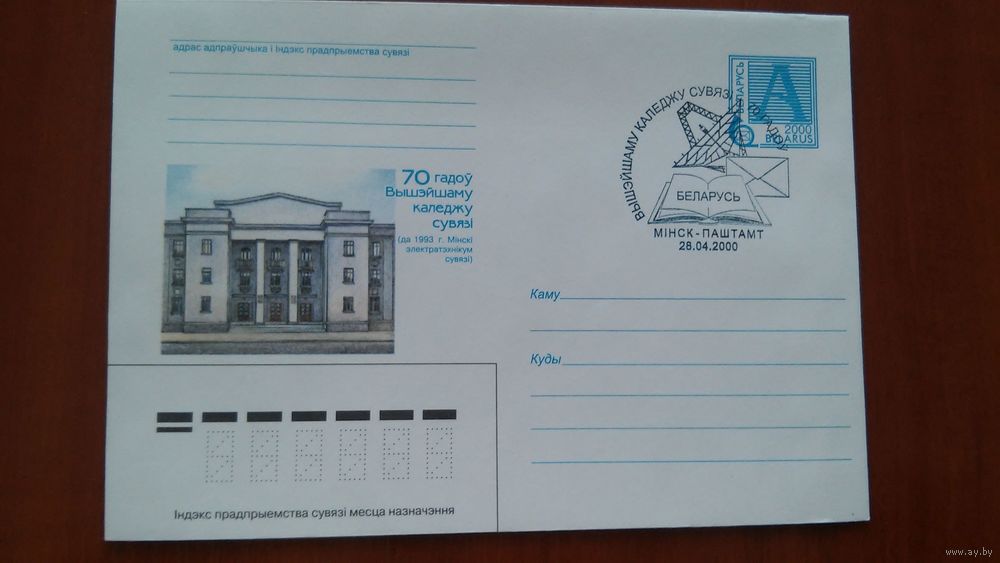 адрас адпраўшчыка і індэкс прадпрыемства сувязі
70 гадоў
Вышэйшаму
каледжу
сувязі
(да 1993 г. Мінскі
электратэхнікум
сувязі)
БЕЛАРУСЬ
А
2000
BELARUS
ВЫШЭЙШАМУ КАЛЕДЖУ СУВЯЗІ ГАДОЎ
БЕЛАРУСЬ
МІНСК-ПАШТАМТ
28.04.2000
Каму
Куды
Індэкс прадпрыемства сувязі месца назначэння
www.ay.by